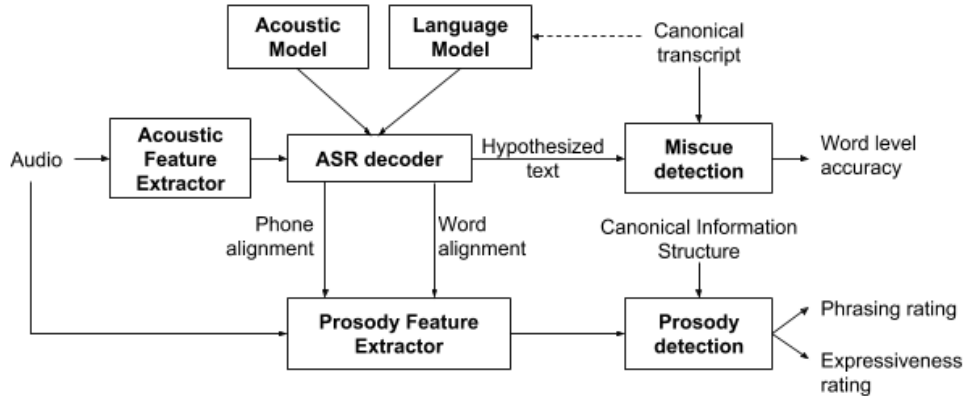 Acoustic
Model
Language
Model
Canonical
transcript
Audio
Acoustic
Feature
Extractor
ASR decoder
Hypothesized
text
Miscue
detection
Word level
accuracy
Phone
alignment
Word
alignment
Canonical Information
Structure
Prosody Feature
Extractor
Prosody
detection
Phrasing rating
Expressiveness
rating